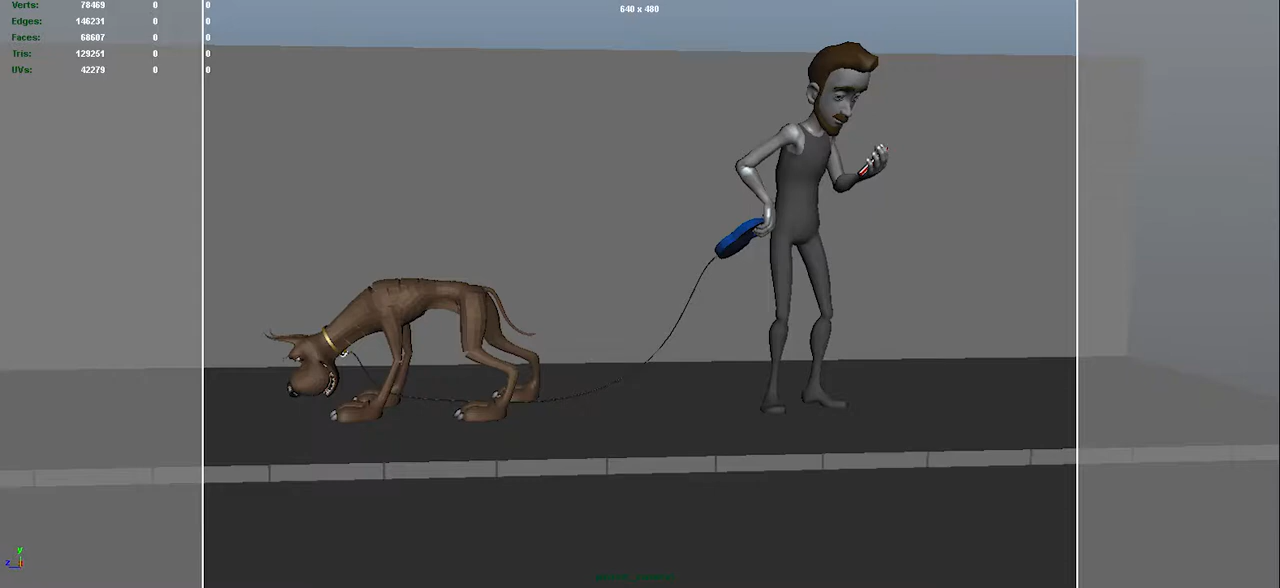 Verts: 78469 0 0
640 x 480
Edges: 146231 0 0
Faces: 68607 0 0
Tris: 129251 0 0
UVs: 42279 0 0
y
z